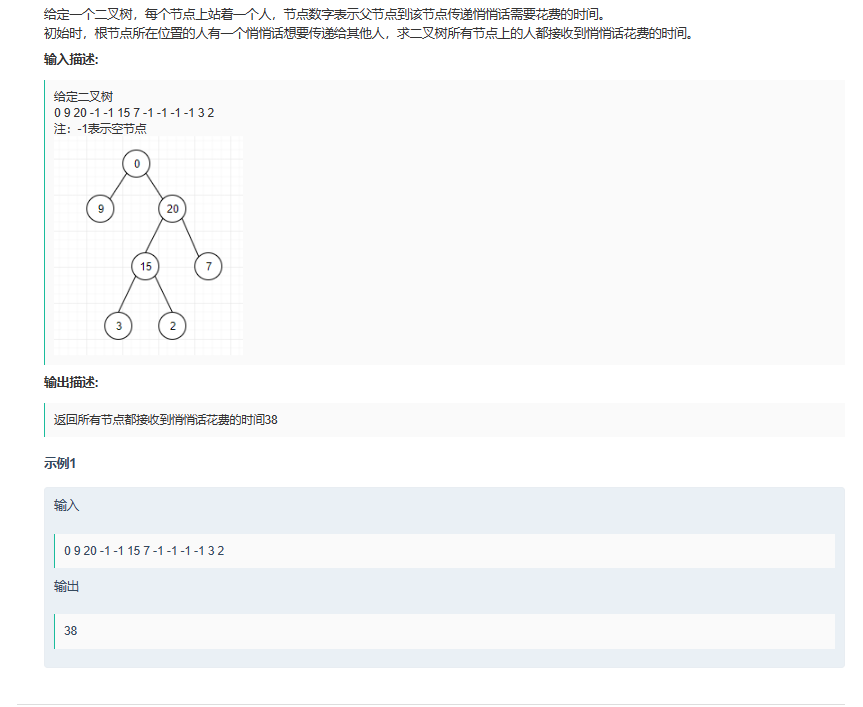 给定一个二叉树，每个节点上站着一个人，节点数字表示父节点到该节点传递悄悄话需要花费的时间。
初始时，根节点所在位置的人有一个悄悄话想要传递给其他人，求二叉树所有节点上的人都接收到悄悄话花费的时间。
输入描述:
给定二叉树
0 9 20 -1 -1 15 7 -1 -1 -1 -1 3 2
注：-1表示空节点
0
9 20
15 7
3 2
输出描述:
返回所有节点都接收到悄悄话花费的时间38
示例1
输入
0 9 20 -1 -1 15 7 -1 -1 -1 -1 3 2
输出
38